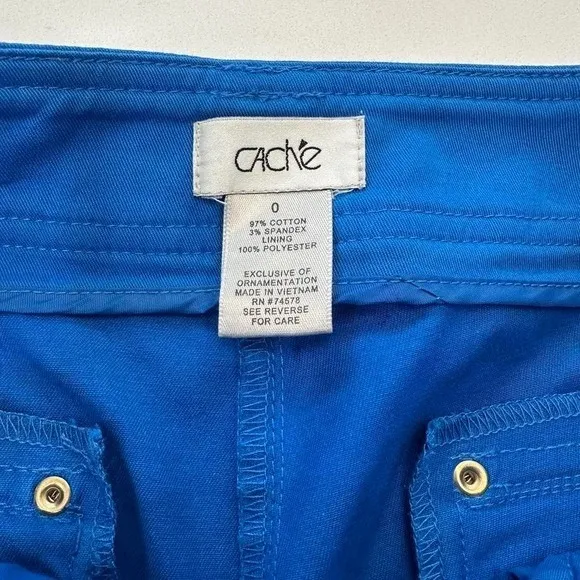 CAChé
0
97% COTTON
3% SPANDEX
LINING
100% POLYESTER
EXCLUSIVE OF
ORNAMENTATION
MADE IN VIETNAM
RN #74578
SEE REVERSE
FOR CARE